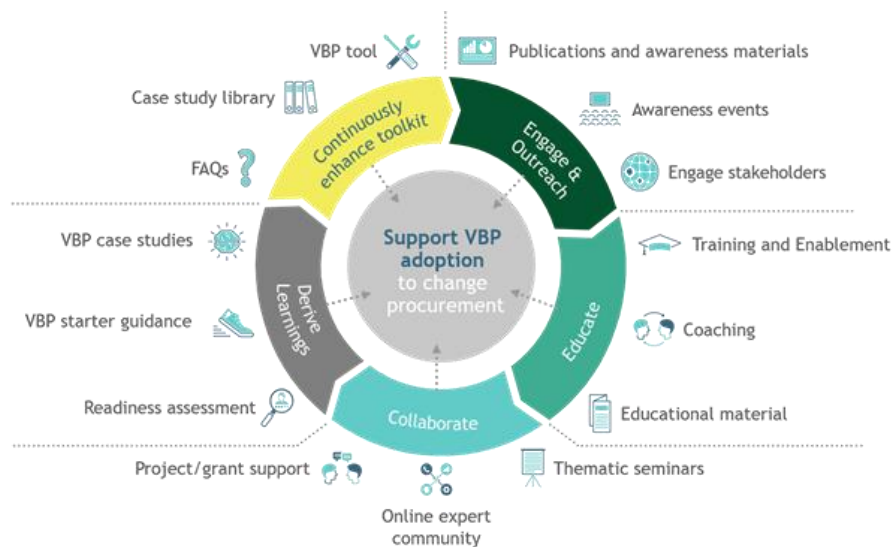 VBP tool
Publications and awareness materials
Case study library
Awareness events
FAQs
Engage stakeholders
Continuously
enhance toolkit
Engage &
Outreach
VBP case studies
Training and Enablement
VBP starter guidance
Coaching
Readiness assessment
Educational material
Derive
Learnings
Support VBP
adoption
to change
procurement
Educate
Collaborate
Project/grant support
Thematic seminars
Online expert
community